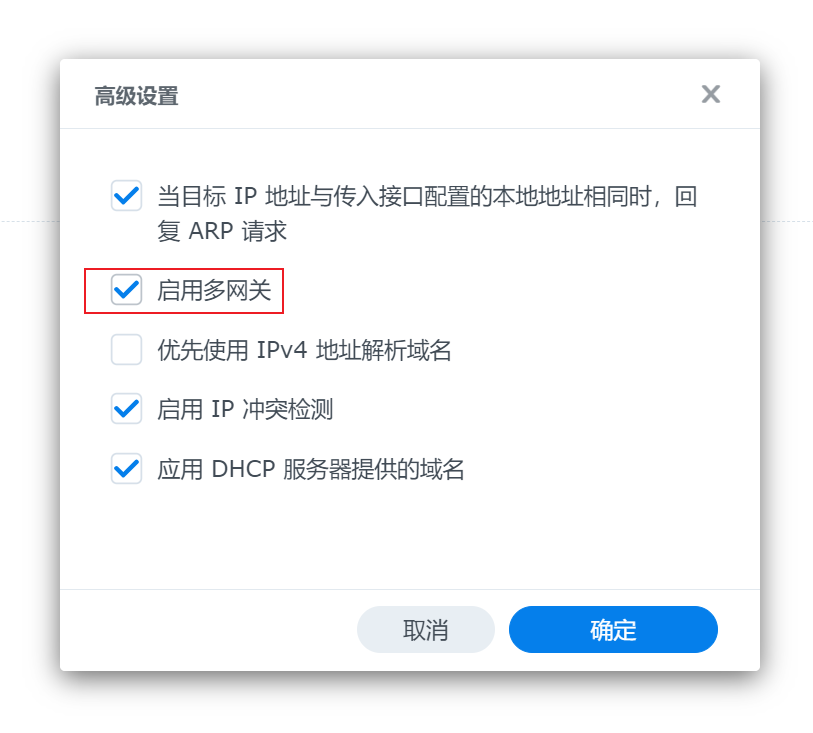 高级设置
当目标 IP 地址与传入接口配置的本地地址相同时，回
复 ARP 请求
启用多网关
优先使用 IPv4 地址解析域名
启用 IP 冲突检测
应用 DHCP 服务器提供的域名
取消
确定